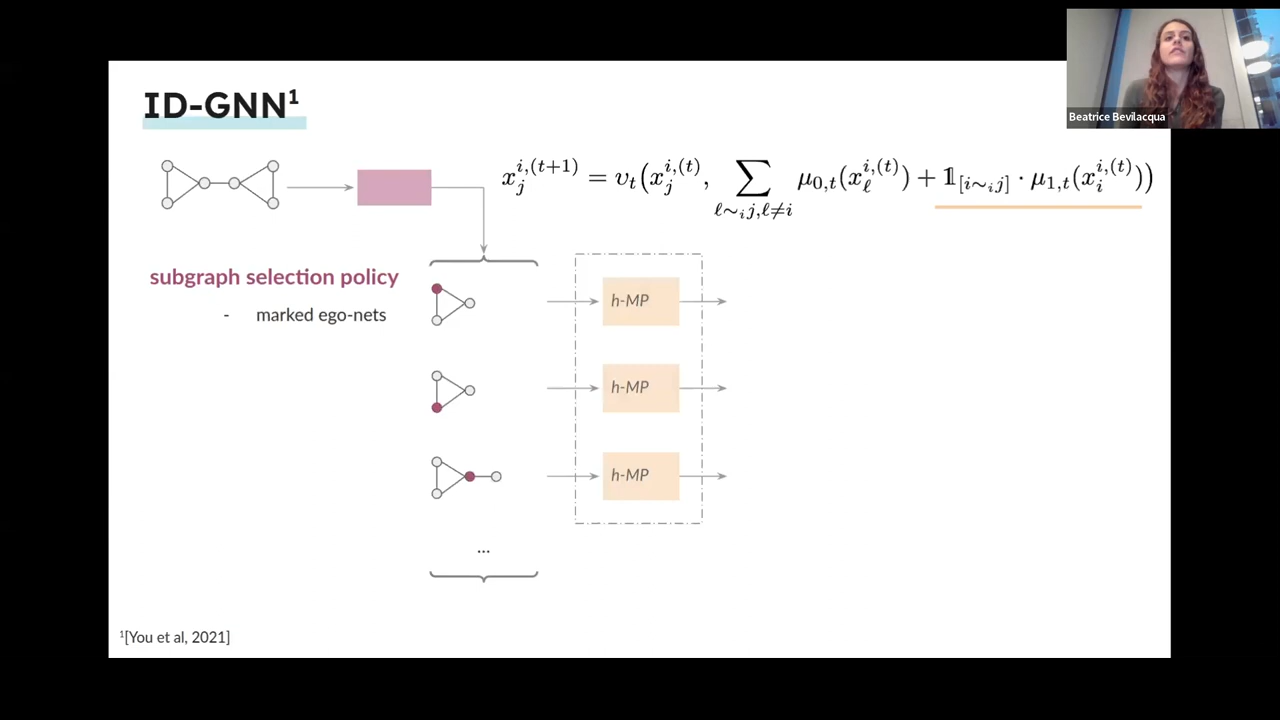 ID-GNN¹
Beatrice Bevilacqua
x_j^{i,(t+1)} = υ_t(x_j^{i,(t)}, ∑_{ℓ∼_i j, ℓ≠i} μ_{0,t}(x_ℓ^{i,(t)}) + 𝟙_{[i∼_i j]} · μ_{1,t}(x_i^{i,(t)}))
subgraph selection policy
- marked ego-nets
h-MP
h-MP
h-MP
...
¹[You et al, 2021]